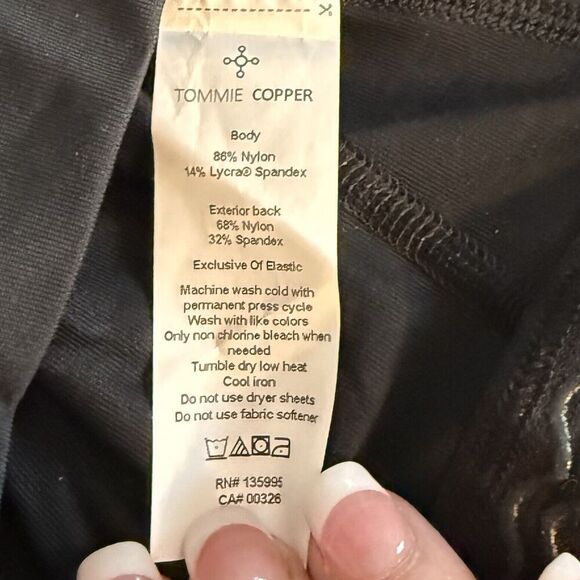 TOMMIE COPPER
Body
86% Nylon
14% Lycra® Spandex
Exterior back
68% Nylon
32% Spandex
Exclusive Of Elastic
Machine wash cold with
permanent press cycle
Wash with like colors
Only non chlorine bleach when
needed
Tumble dry low heat
Cool iron
Do not use dryer sheets
Do not use fabric softener
RN# 135995
CA# 00326